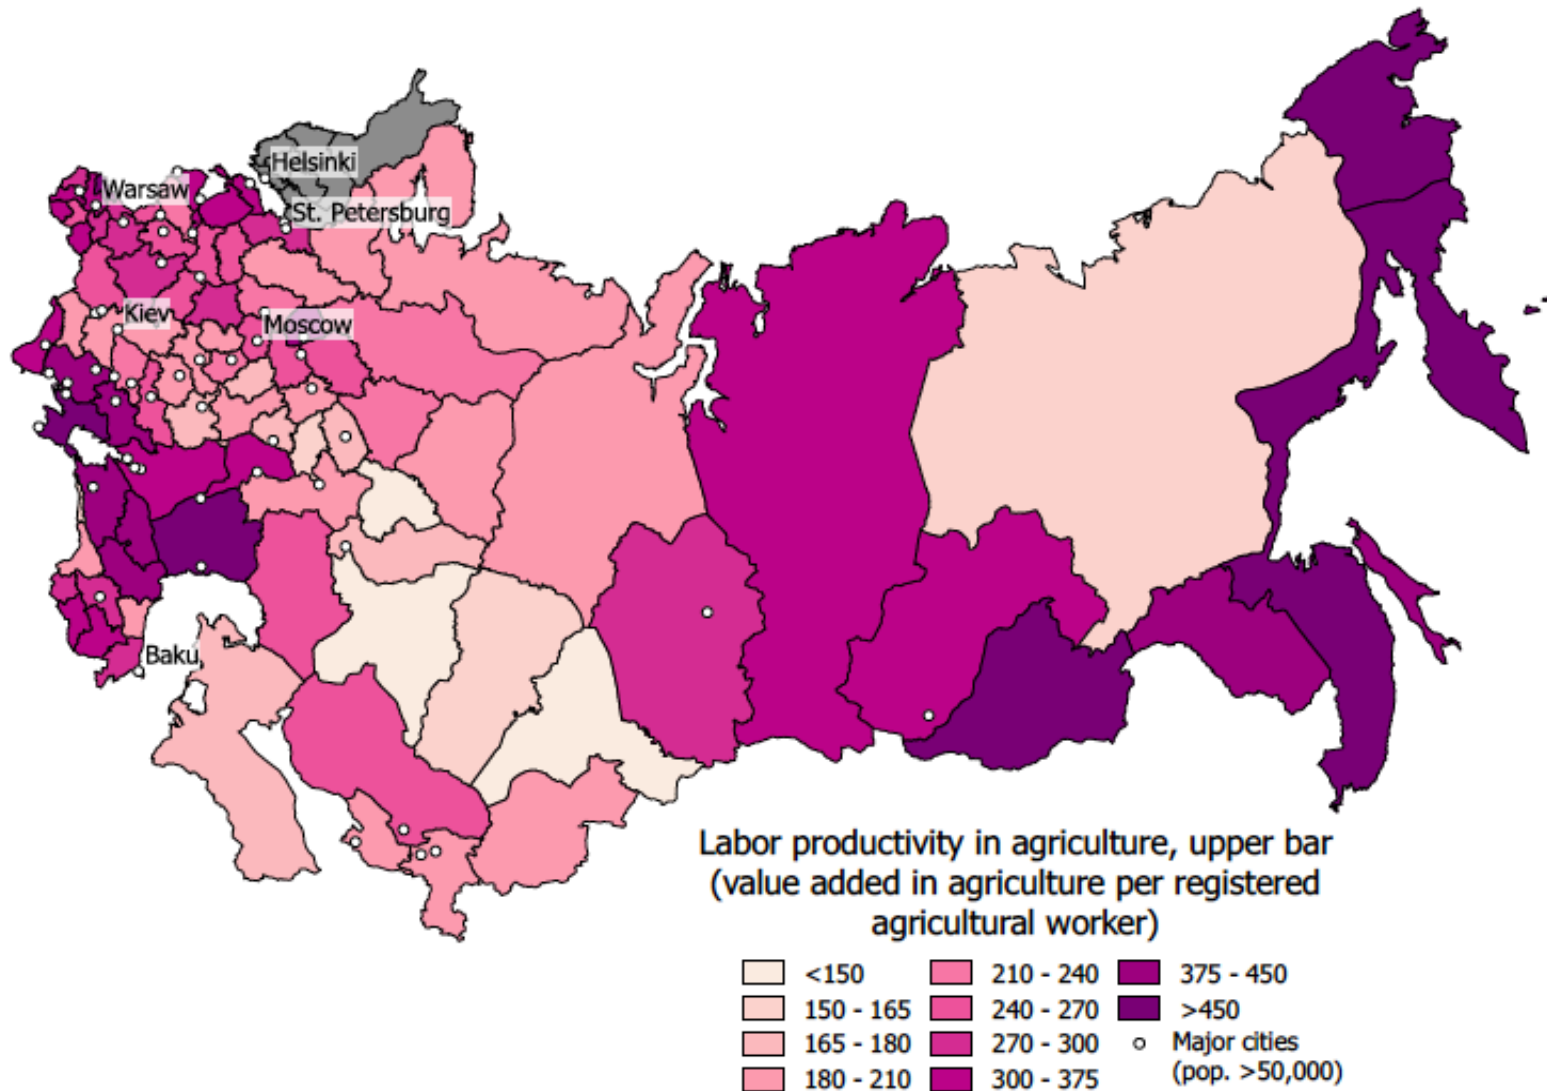 Helsinki
Warsaw
St. Petersburg
Kiev
Moscow
Baku
Labor productivity in agriculture, upper bar
(value added in agriculture per registered
agricultural worker)
<150
150 - 165
165 - 180
180 - 210
210 - 240
240 - 270
270 - 300
300 - 375
375 - 450
>450
Major cities
(pop. >50,000)